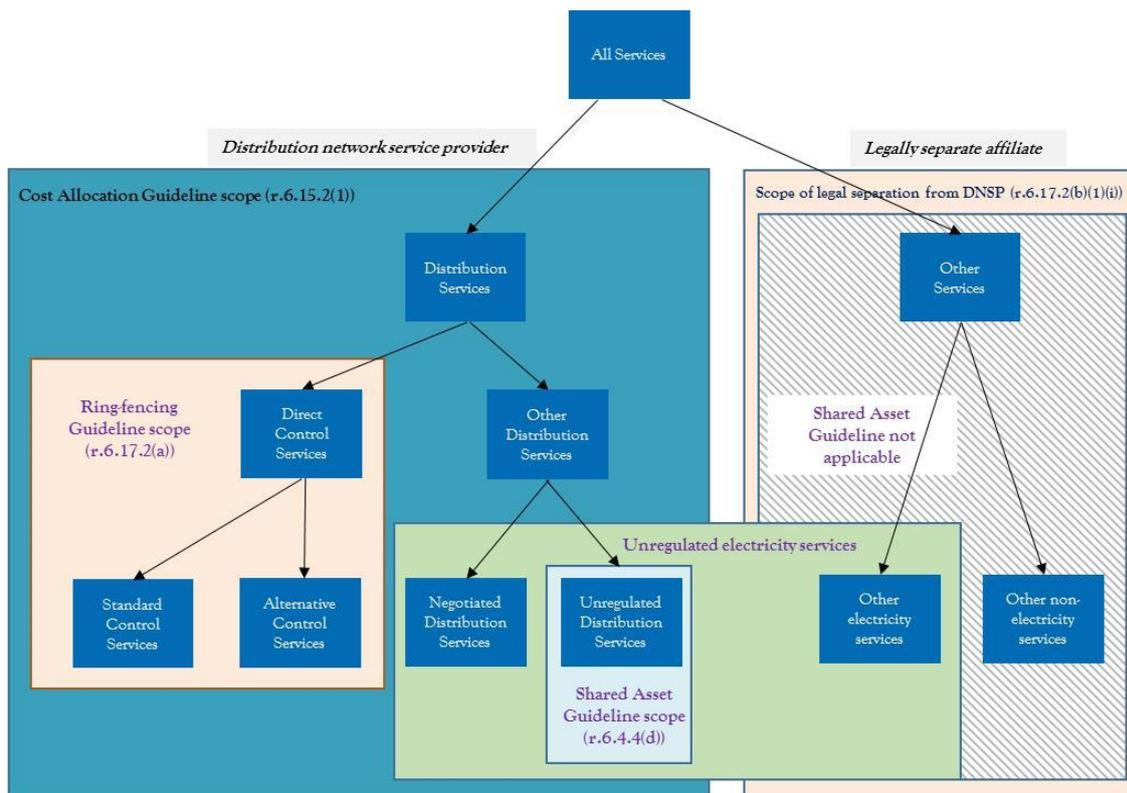 All Services
Distribution network service provider
Legally separate affiliate
Cost Allocation Guideline scope (r.6.15.2(1))
Scope of legal separation from DNSP (r.6.17.2(b)(1)(i))
Distribution
Services
Other
Services
Ring-fencing
Guideline scope
(r.6.17.2(a))
Direct
Control
Services
Other
Distribution
Services
Shared Asset
Guideline not
applicable
Unregulated electricity services
Standard
Control
Services
Alternative
Control
Services
Negotiated
Distribution
Services
Unregulated
Distribution
Services
Other
electricity
services
Other non-
electricity
services
Shared Asset
Guideline scope
(r.6.4.4(d))